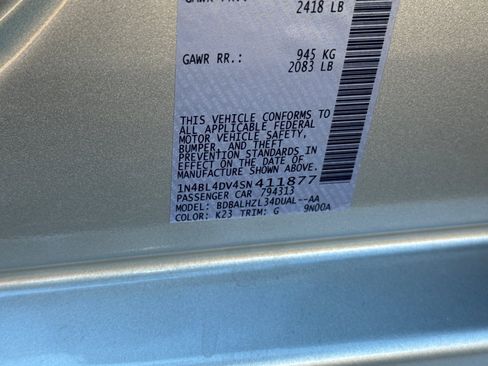 GAWR FR.:
2418 LB
GAWR RR.: 945 KG
2083 LB
THIS VEHICLE CONFORMS TO
ALL APPLICABLE FEDERAL
MOTOR VEHICLE SAFETY,
BUMPER, AND THEFT
PREVENTION STANDARDS IN
EFFECT ON THE DATE OF
MANUFACTURE SHOWN ABOVE.
1N4BL4DV4SN411877
PASSENGER CAR 794313
MODEL: BDBALHZL34DUAL--AA
COLOR: K23 TRIM: G 9N00A